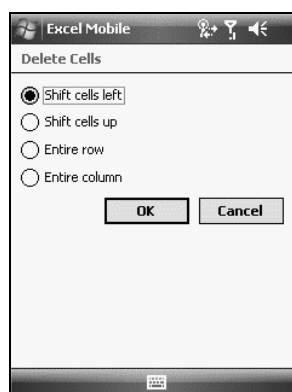 Excel Mobile
Delete Cells
Shift cells left
Shift cells up
Entire row
Entire column
OK Cancel